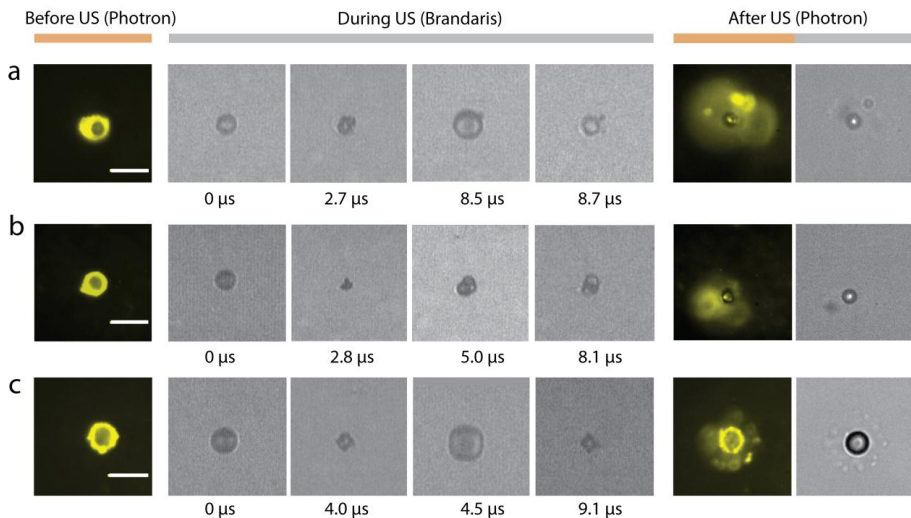 Before US (Photron) During US (Brandaris) After US (Photron)
a
0 µs 2.7 µs 8.5 µs 8.7 µs
b
0 µs 2.8 µs 5.0 µs 8.1 µs
c
0 µs 4.0 µs 4.5 µs 9.1 µs